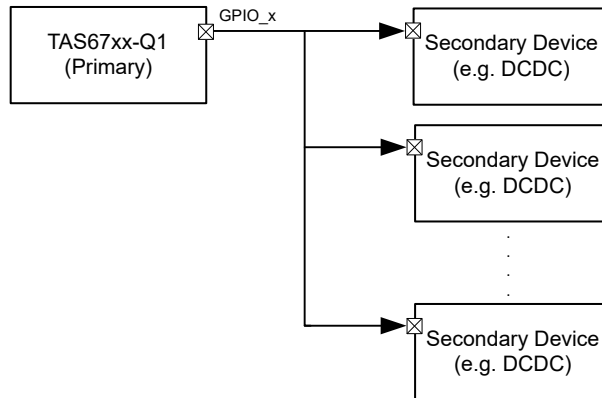 TAS67xx-Q1
(Primary)
GPIO_x
Secondary Device
(e.g. DCDC)
Secondary Device
(e.g. DCDC)
Secondary Device
(e.g. DCDC)